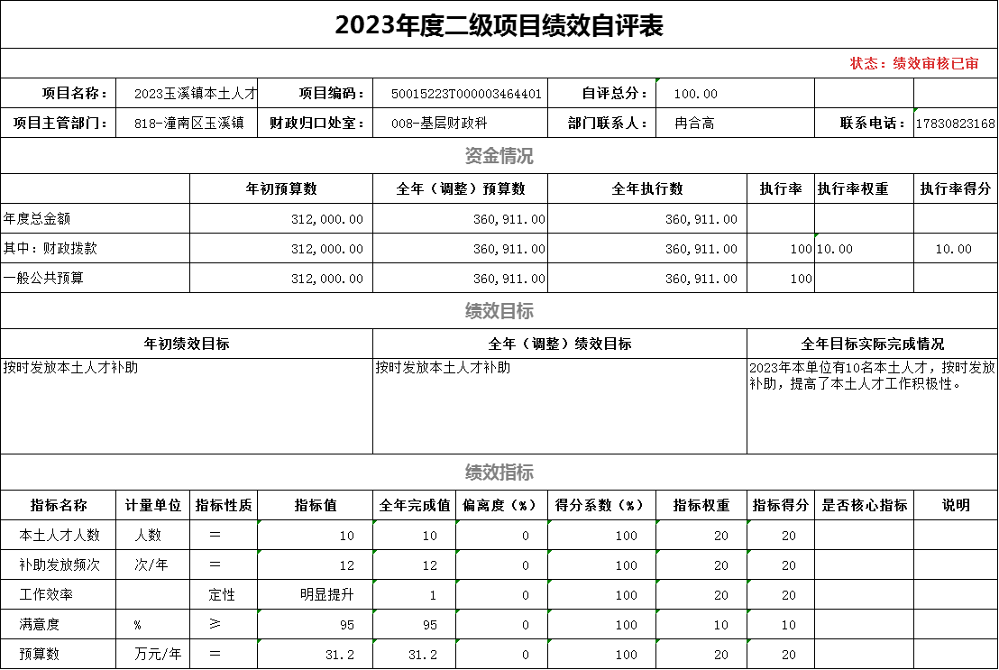 2023年度二级项目绩效自评表
状态：绩效审核已审
项目名称： 2023玉溪镇本土人才 项目编码： 50015223T000003464401 自评总分： 100.00
项目主管部门： 818-潼南区玉溪镇 财政归口处室： 008-基层财政科 部门联系人： 冉合高 联系电话： 17830823168
资金情况
年初预算数 全年（调整）预算数 全年执行数 执行率 执行率权重 执行率得分
年度总金额 312,000.00 360,911.00 360,911.00
其中：财政拨款 312,000.00 360,911.00 360,911.00 100 10.00 10.00
一般公共预算 312,000.00 360,911.00 360,911.00 100
绩效目标
年初绩效目标 全年（调整）绩效目标 全年目标实际完成情况
按时发放本土人才补助 按时发放本土人才补助 2023年本单位有10名本土人才，按时发放
补助，提高了本土人才工作积极性。
绩效指标
指标名称 计量单位 指标性质 指标值 全年完成值 偏离度（%） 得分系数（%） 指标权重 指标得分 是否核心指标 说明
本土人才人数 人数 ＝ 10 10 0 100 20 20
补助发放频次 次/年 ＝ 12 12 0 100 20 20
工作效率 定性 明显提升 1 0 100 20 20
满意度 % ≥ 95 95 0 100 10 10
预算数 万元/年 ＝ 31.2 31.2 0 100 20 20